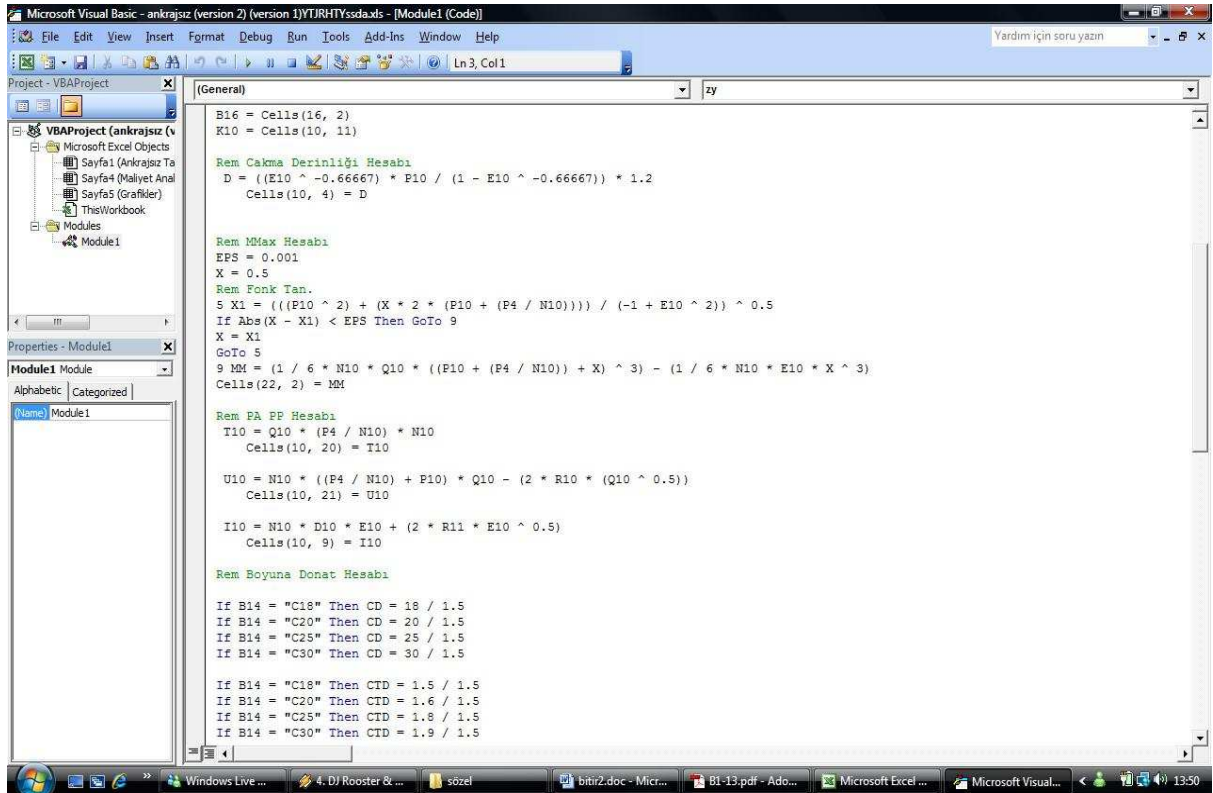 Microsoft Visual Basic - ankrajsız (version 2) (version 1)YTJRHTYssda.xls - [Module1 (Code)]
File Edit View Insert Format Debug Run Tools Add-Ins Window Help
Yardım için soru yazın
Ln 3, Col 1
Project - VBAProject
(General)
zy
VBAProject (ankrajsız (v
Microsoft Excel Objects
Sayfa1 (Ankrajsız Ta
Sayfa4 (Maliyet Anal
Sayfa5 (Grafikler)
ThisWorkbook
Modules
Module1
Properties - Module1
Module1 Module
Alphabetic Categorized
(Name) Module1
B16 = Cells(16, 2)
K10 = Cells(10, 11)
Rem Cakma Derinliği Hesabı
D = ((E10 ^ -0.66667) * P10 / (1 - E10 ^ -0.66667)) * 1.2
Cells(10, 4) = D
Rem MMax Hesabı
EPS = 0.001
X = 0.5
Rem Fonk Tan.
5 X1 = (((P10 ^ 2) + (X * 2 * (P10 + (P4 / N10)))) / (-1 + E10 ^ 2)) ^ 0.5
If Abs(X - X1) < EPS Then GoTo 9
X = X1
GoTo 5
9 MM = (1 / 6 * N10 * Q10 * ((P10 + (P4 / N10)) + X) ^ 3) - (1 / 6 * N10 * E10 * X ^ 3)
Cells(22, 2) = MM
Rem PA PP Hesabı
T10 = Q10 * (P4 / N10) * N10
Cells(10, 20) = T10
U10 = N10 * ((P4 / N10) + P10) * Q10 - (2 * R10 * (Q10 ^ 0.5))
Cells(10, 21) = U10
I10 = N10 * D10 * E10 + (2 * R11 * E10 ^ 0.5)
Cells(10, 9) = I10
Rem Boyuna Donat Hesabı
If B14 = "C18" Then CD = 18 / 1.5
If B14 = "C20" Then CD = 20 / 1.5
If B14 = "C25" Then CD = 25 / 1.5
If B14 = "C30" Then CD = 30 / 1.5
If B14 = "C18" Then CTD = 1.5 / 1.5
If B14 = "C20" Then CTD = 1.6 / 1.5
If B14 = "C25" Then CTD = 1.8 / 1.5
If B14 = "C30" Then CTD = 1.9 / 1.5
Windows Live ... 4. DJ Rooster & ... sözel bitir2.doc - Micr... B1-13.pdf - Ado... Microsoft Excel ... Microsoft Visual... 13:50